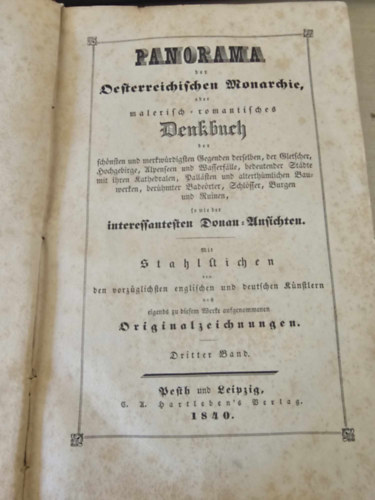 PANORAMA
der
Oesterreichischen Monarchie,
oder
malerisch-romantisches
Denkbuch
der
schönsten und merkwürdigsten Gegenden derselben, der Gletscher,
Hochgebirge, Alpenseen und Wasserfälle, bedeutender Städte
mit ihren Kathedralen, Pallästen und alterthümlichen Bau-
werken, berühmter Badeörter, Schlösser, Burgen
und Ruinen,
so wie der
interessantesten Donau-Ansichten.
Mit
Stahlstichen
von
den vorzüglichsten englischen und deutschen Künstlern
nach
eigends zu diesem Werke aufgenommenen
Originalzeichnungen.
Dritter Band.
Pesth und Leipzig,
C. A. Hartleben's Verlag.
1840.